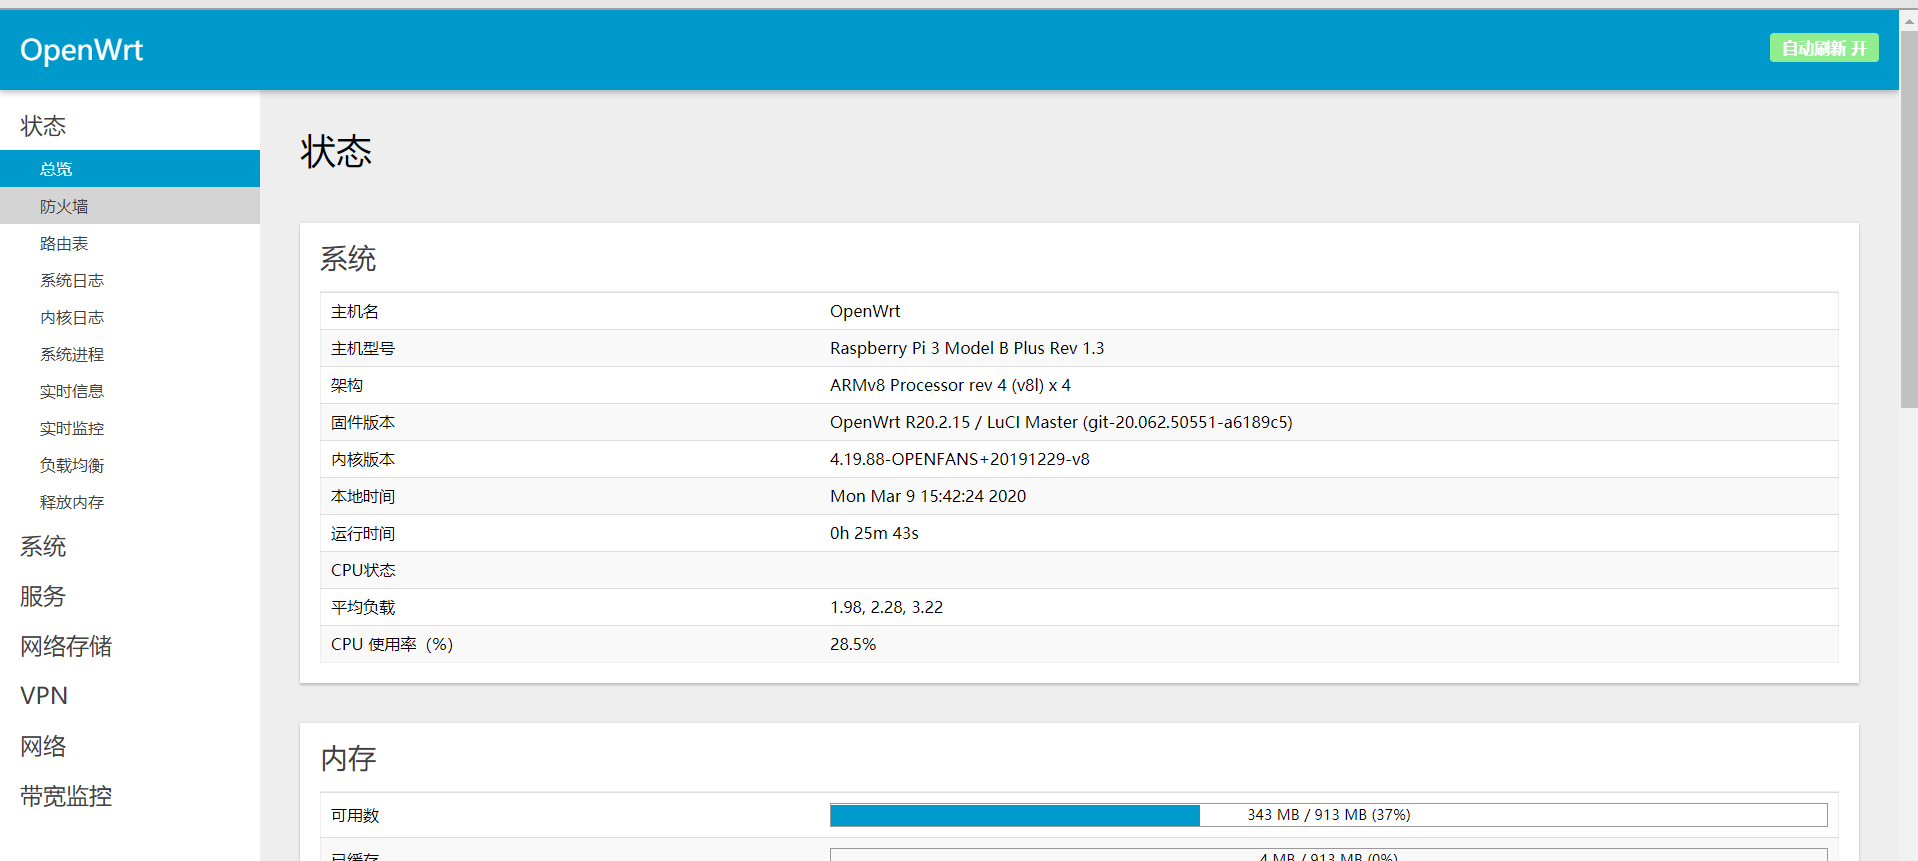 OpenWrt
自动刷新 开
状态
总览
防火墙
路由表
系统日志
内核日志
系统进程
实时信息
实时监控
负载均衡
释放内存
系统
服务
网络存储
VPN
网络
带宽监控
状态
系统
主机名 OpenWrt
主机型号 Raspberry Pi 3 Model B Plus Rev 1.3
架构 ARMv8 Processor rev 4 (v8l) x 4
固件版本 OpenWrt R20.2.15 / LuCI Master (git-20.062.50551-a6189c5)
内核版本 4.19.88-OPENFANS+20191229-v8
本地时间 Mon Mar 9 15:42:24 2020
运行时间 0h 25m 43s
CPU状态
平均负载 1.98, 2.28, 3.22
CPU 使用率（%） 28.5%
内存
可用数 343 MB / 913 MB (37%)
已缓存 4 MB / 913 MB (0%)